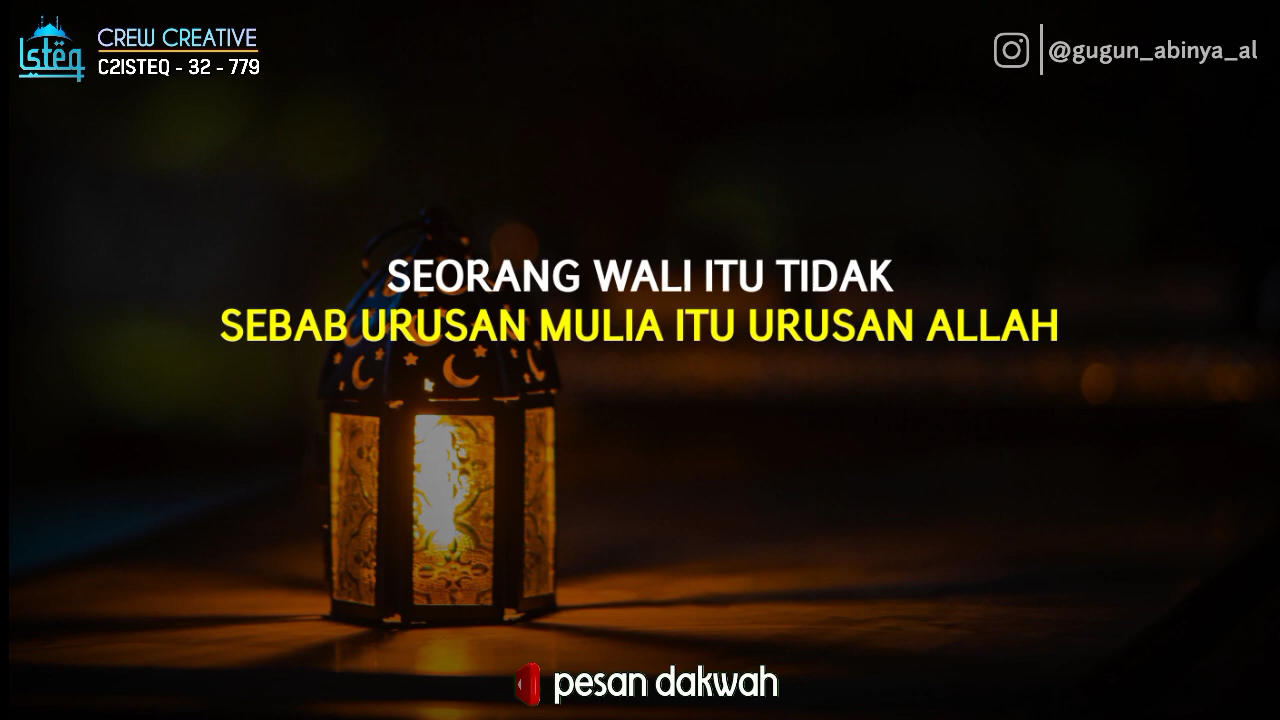 Isteq
CREW CREATIVE
C2ISTEQ - 32 - 779
@gugun_abinya_al
SEORANG WALI ITU TIDAK
SEBAB URUSAN MULIA ITU URUSAN ALLAH
pesan dakwah